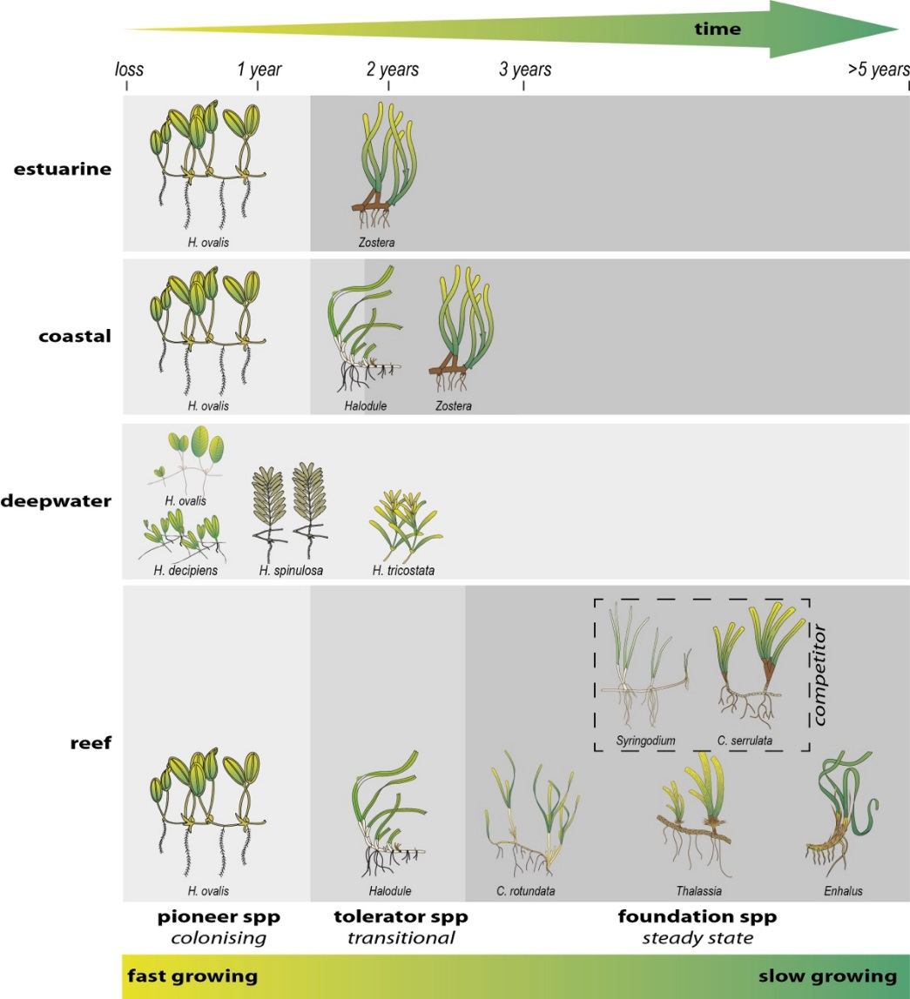 time
loss 1 year 2 years 3 years >5 years
estuarine
H. ovalis Zostera
coastal
H. ovalis Halodule Zostera
deepwater
H. ovalis
H. decipiens H. spinulosa H. tricostata
reef
competitor
Syringodium C. serrulata
H. ovalis Halodule C. rotundata Thalassia Enhalus
pioneer spp tolerator spp foundation spp
colonising transitional steady state
fast growing slow growing